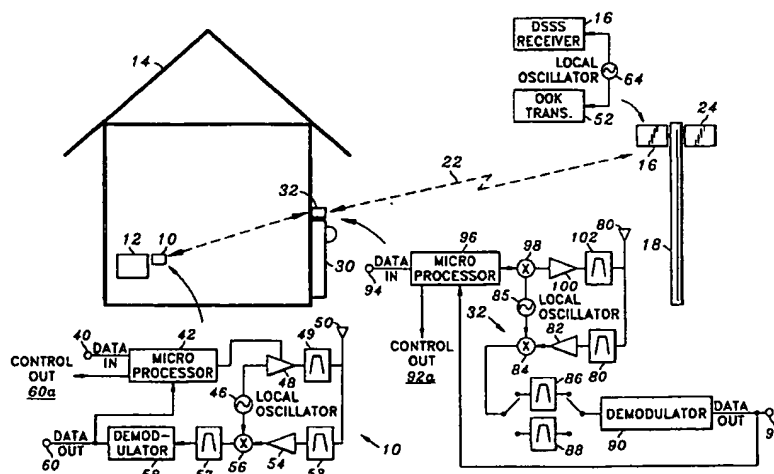 14
DSSS RECEIVER
16
LOCAL OSCILLATOR
64
OOK TRANS.
52
24
16
22
32
18
12
10
30
96
MICRO PROCESSOR
DATA IN
94
98
100
102
80
85
LOCAL OSCILLATOR
32
CONTROL OUT
92a
84
82
80
86
88
DEMODULATOR
90
DATA OUT
40
DATA IN
42
MICRO PROCESSOR
CONTROL OUT
60a
46
LOCAL OSCILLATOR
48
49
50
DATA OUT
60
DEMOD-
ULATOR
56
54
10